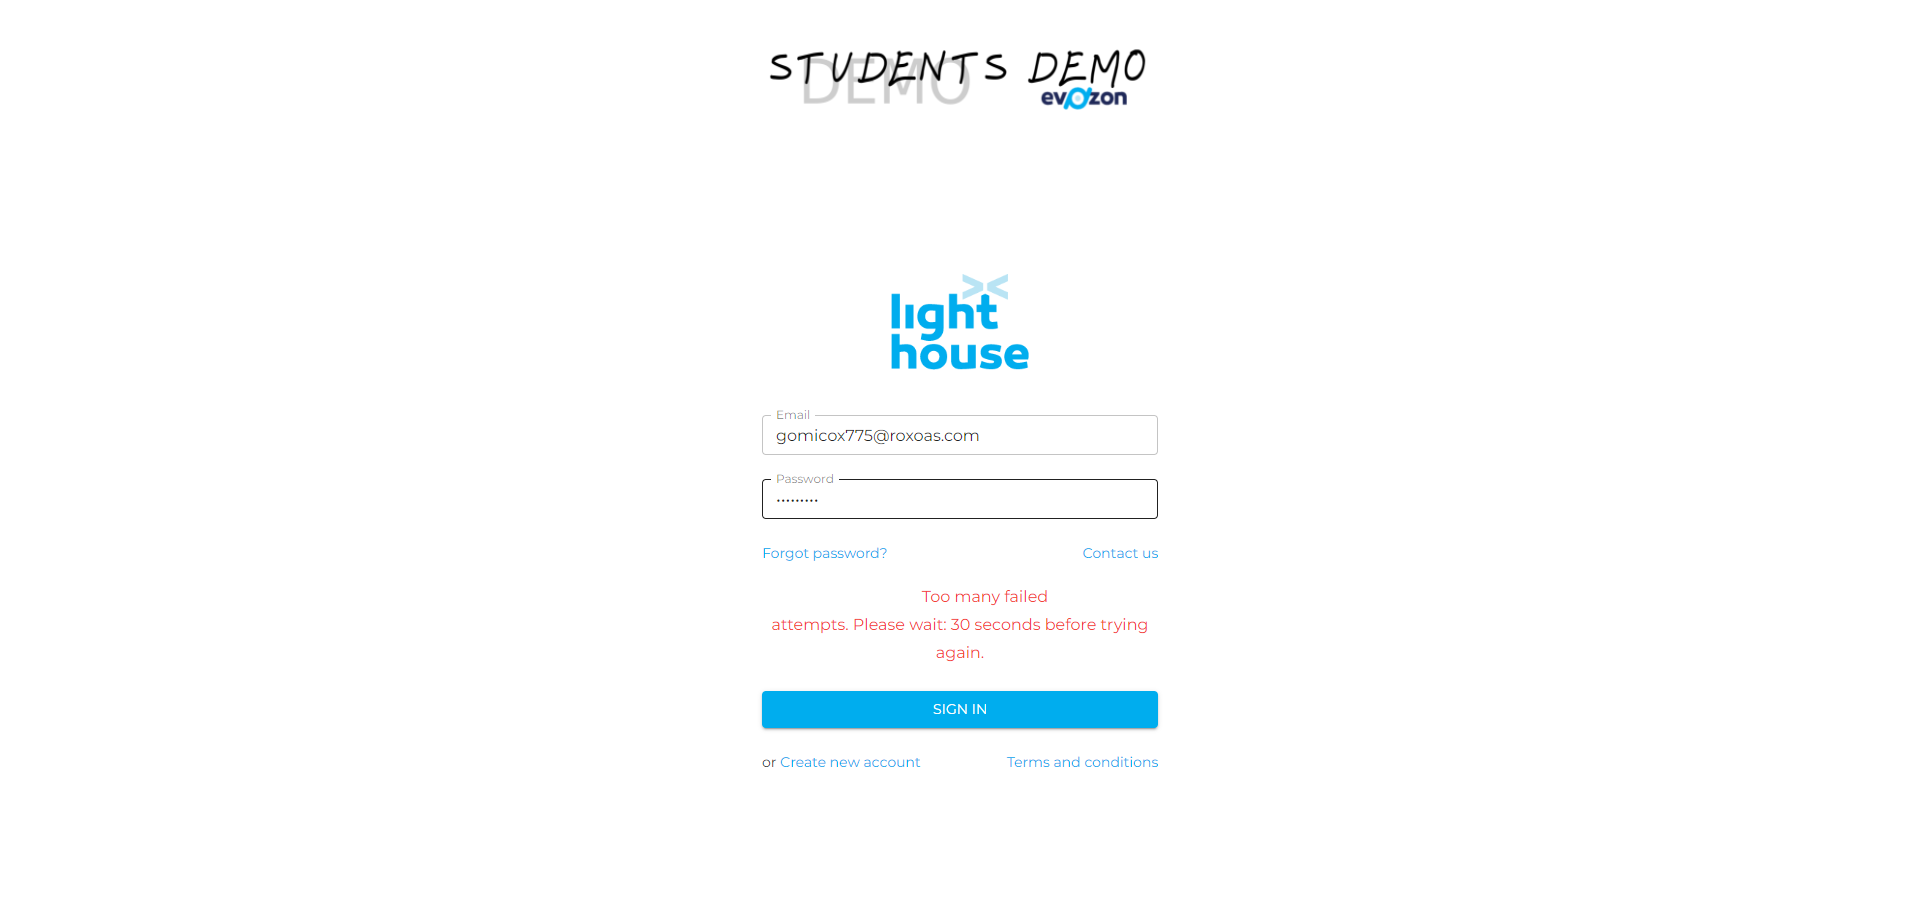 STUDENTS DEMO
DEMO
evozon
light
house
Email
gomicox775@roxoas.com
Password
•••••••••
Forgot password?
Contact us
Too many failed
attempts. Please wait: 30 seconds before trying
again.
SIGN IN
or Create new account
Terms and conditions